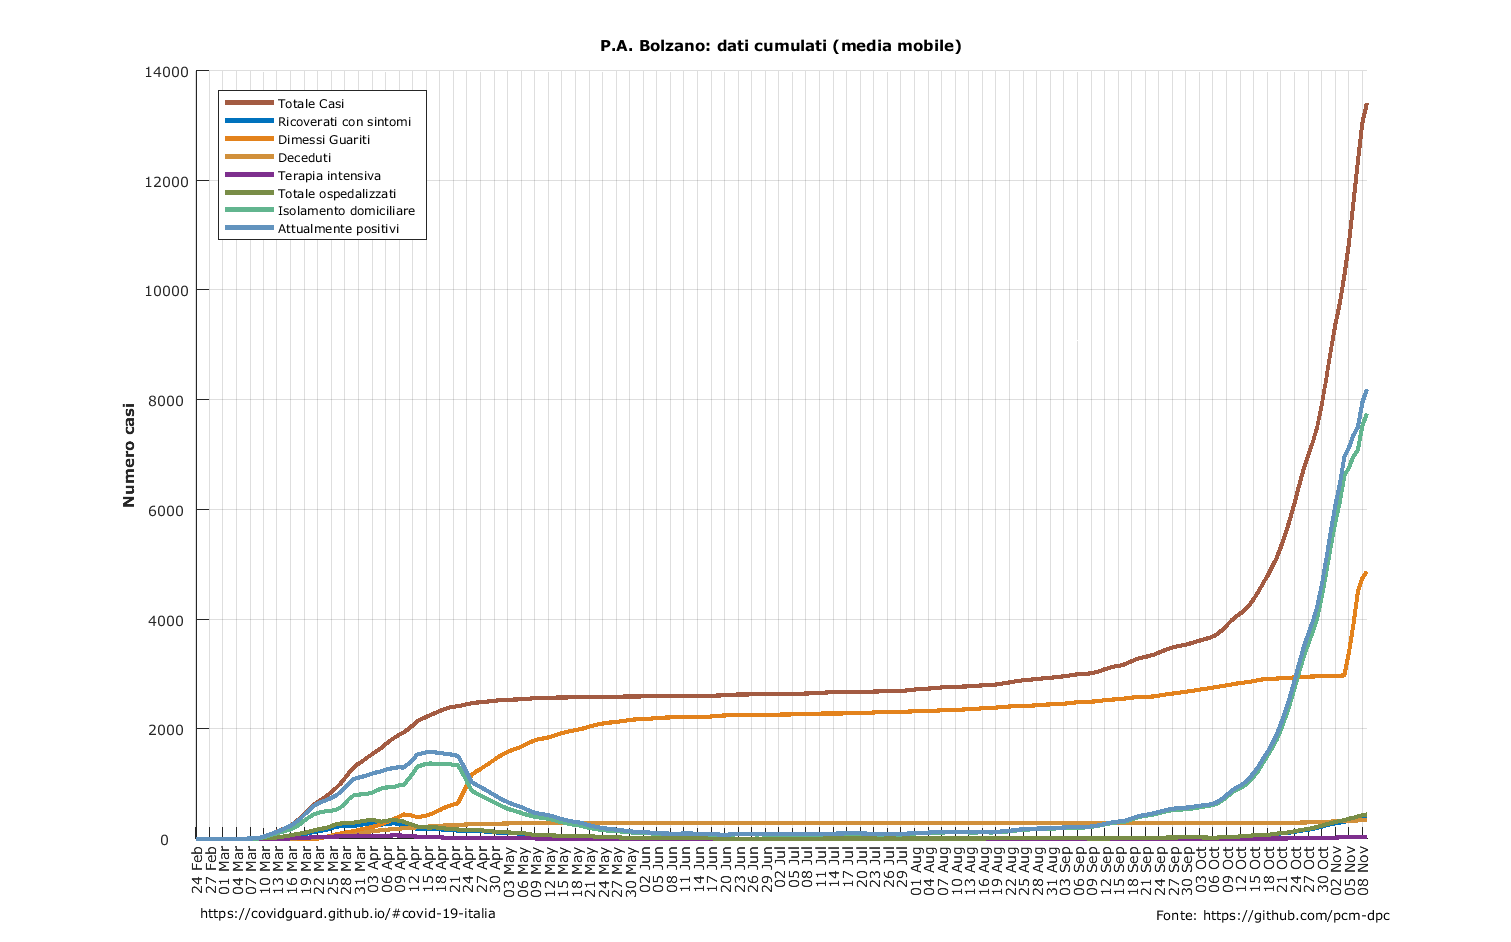 P.A. Bolzano: dati cumulati (media mobile)
14000
12000
10000
8000
6000
4000
2000
0
Numero casi
Totale Casi
Ricoverati con sintomi
Dimessi Guariti
Deceduti
Terapia intensiva
Totale ospedalizzati
Isolamento domiciliare
Attualmente positivi
24 Feb
27 Feb
01 Mar
04 Mar
07 Mar
10 Mar
13 Mar
16 Mar
19 Mar
22 Mar
25 Mar
28 Mar
31 Mar
03 Apr
06 Apr
09 Apr
12 Apr
15 Apr
18 Apr
21 Apr
24 Apr
27 Apr
30 Apr
03 May
06 May
09 May
12 May
15 May
18 May
21 May
24 May
27 May
30 May
02 Jun
05 Jun
08 Jun
11 Jun
14 Jun
17 Jun
20 Jun
23 Jun
26 Jun
29 Jun
02 Jul
05 Jul
08 Jul
11 Jul
14 Jul
17 Jul
20 Jul
23 Jul
26 Jul
29 Jul
01 Aug
04 Aug
07 Aug
10 Aug
13 Aug
16 Aug
19 Aug
22 Aug
25 Aug
28 Aug
31 Aug
03 Sep
06 Sep
09 Sep
12 Sep
15 Sep
18 Sep
21 Sep
24 Sep
27 Sep
30 Sep
03 Oct
06 Oct
09 Oct
12 Oct
15 Oct
18 Oct
21 Oct
24 Oct
27 Oct
30 Oct
02 Nov
05 Nov
08 Nov
https://covidguard.github.io/#covid-19-italia
Fonte: https://github.com/pcm-dpc